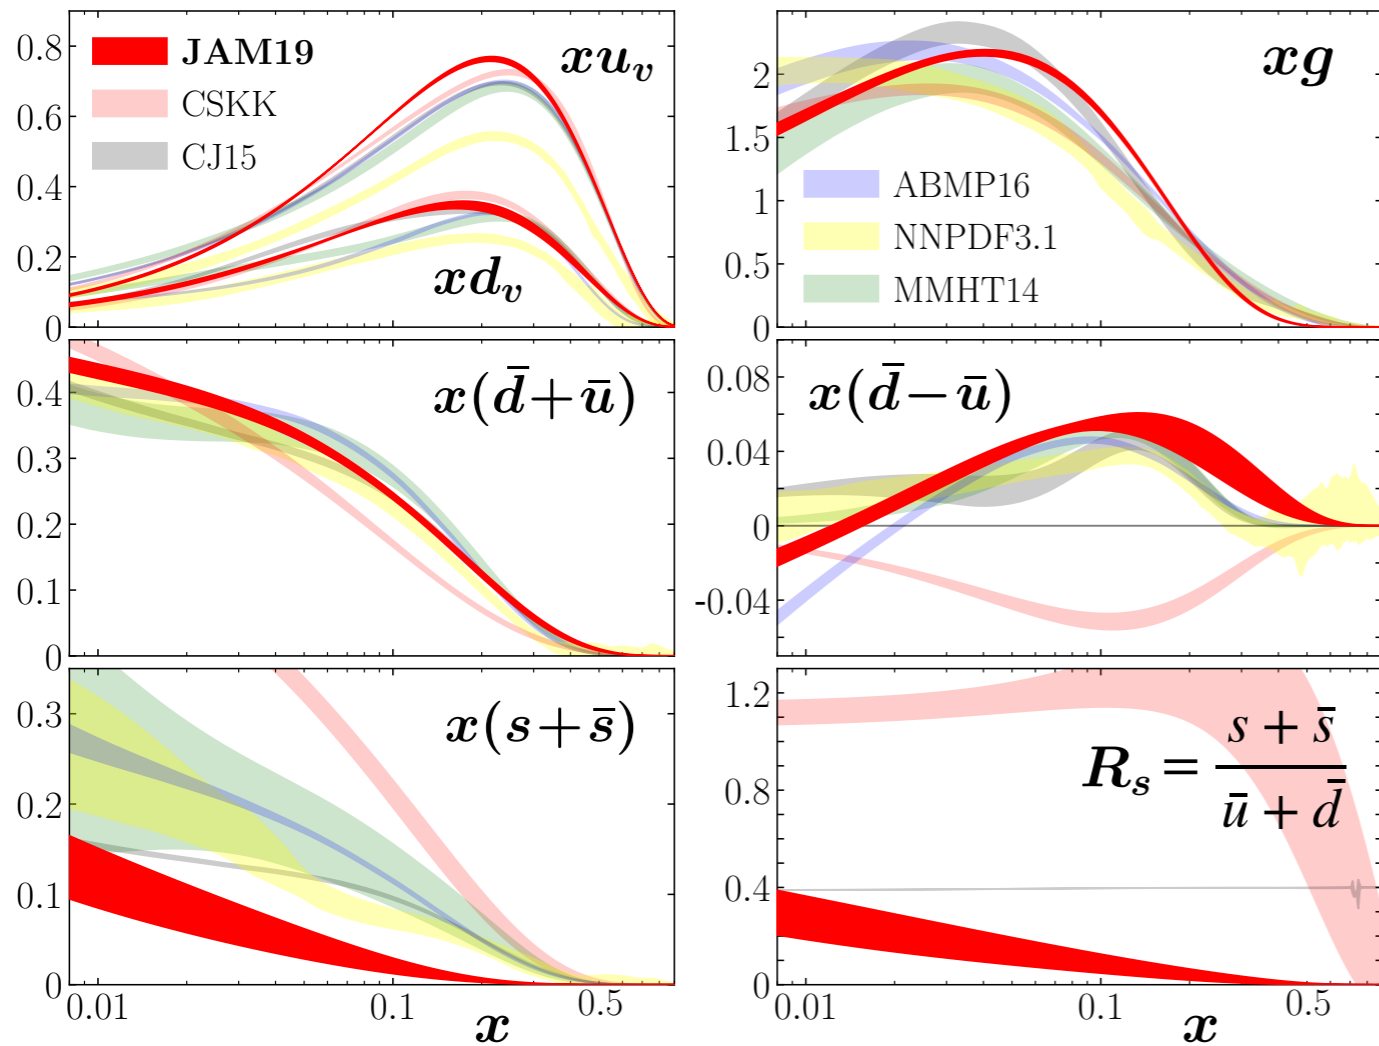 0.8
0.6
0.4
0.2
0
JAM19
CSKK
CJ15
xu_v
xd_v
2
1.5
1
0.5
0
xg
ABMP16
NNPDF3.1
MMHT14
0.4
0.3
0.2
0.1
0
x(d̄+ū)
0.08
0.04
0
-0.04
x(d̄−ū)
0.3
0.2
0.1
0
x(s+s̄)
0.01 0.1 0.5
x
1.2
0.8
0.4
0
R_s = (s + s̄)/(ū + d̄)
0.01 0.1 0.5
x